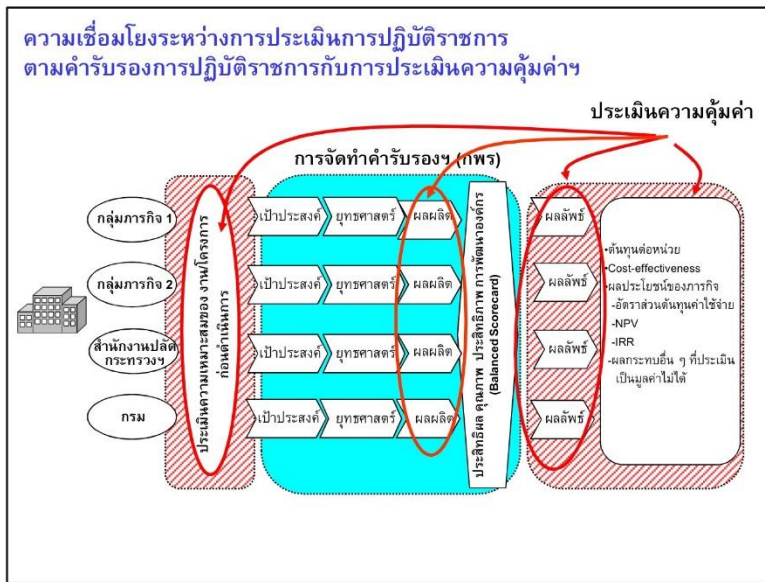 ความเชื่อมโยงระหว่างการประเมินการปฏิบัติราชการ
ตามคำรับรองการปฏิบัติราชการกับการประเมินความคุ้มค่าฯ
ประเมินความคุ้มค่า
การจัดทำคำรับรองฯ (กพร)
กลุ่มภารกิจ 1
เป้าประสงค์
ยุทธศาสตร์
ผลผลิต
ผลลัพธ์
กลุ่มภารกิจ 2
เป้าประสงค์
ยุทธศาสตร์
ผลผลิต
ผลลัพธ์
สำนักงานปลัด
กระทรวงฯ
เป้าประสงค์
ยุทธศาสตร์
ผลผลิต
ผลลัพธ์
กรม
เป้าประสงค์
ยุทธศาสตร์
ผลผลิต
ผลลัพธ์
ประเมินความเหมาะสมของ งาน/โครงการ
ก่อนดำเนินการ
ประสิทธิผล คุณภาพ ประสิทธิภาพ การพัฒนาองค์กร
(Balanced Scorecard)
•ต้นทุนต่อหน่วย
•Cost-effectiveness
•ผลประโยชน์ของภารกิจ
-อัตราส่วนต้นทุนค่าใช้จ่าย
-NPV
-IRR
-ผลกระทบอื่น ๆ ที่ประเมิน
เป็นมูลค่าไม่ได้